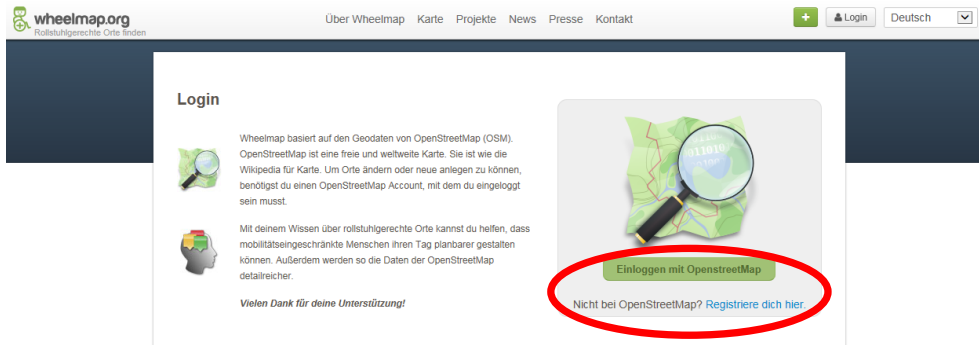 wheelmap.org
Rollstuhlgerechte Orte finden
Über Wheelmap Karte Projekte News Presse Kontakt
+ Login Deutsch
Login
Wheelmap basiert auf den Geodaten von OpenStreetMap (OSM).
OpenStreetMap ist eine freie und weltweite Karte. Sie ist wie die
Wikipedia für Karte. Um Orte ändern oder neue anlegen zu können,
benötigst du einen OpenStreetMap Account, mit dem du eingeloggt
sein musst.
Mit deinem Wissen über rollstuhlgerechte Orte kannst du helfen, dass
mobilitätseingeschränkte Menschen ihren Tag planbarer gestalten
können. Außerdem werden so die Daten der OpenStreetMap
detailreicher.
Vielen Dank für deine Unterstützung!
Einloggen mit OpenstreetMap
Nicht bei OpenStreetMap? Registriere dich hier.